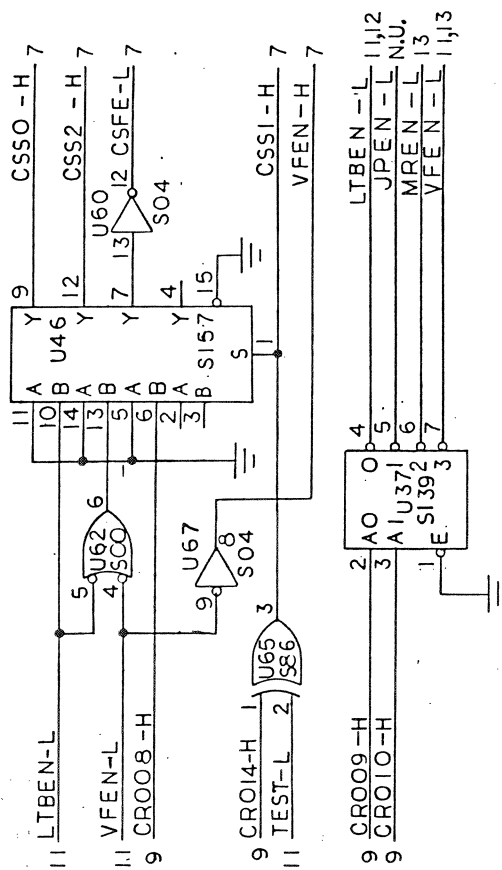 11 LTBEN-L
11 VFEN-L
9 CR008-H
5 U62 6
4 S00
11 A Y 9 CSS0-H 7
10 B U46
14 A Y 12 CSS2-H 7
13 B
5 A Y 7
6 B
2 A Y 4
3 B S157 15
S
1
U60
13 12 CSFE-L 7
S04
U67
9 8
S04
9 CR014-H 1 U65 3 CSS1-H 7
11 TEST-L 2 S86
VFEN-H 7
9 CR009-H 2 A0 0 4 LTBEN-L 11,12
9 CR010-H 3 A1 U37 1 5 JPEN-L N.U.
S139 2 6 MREN-L 13
1 E 3 7 VFEN-L 11,13